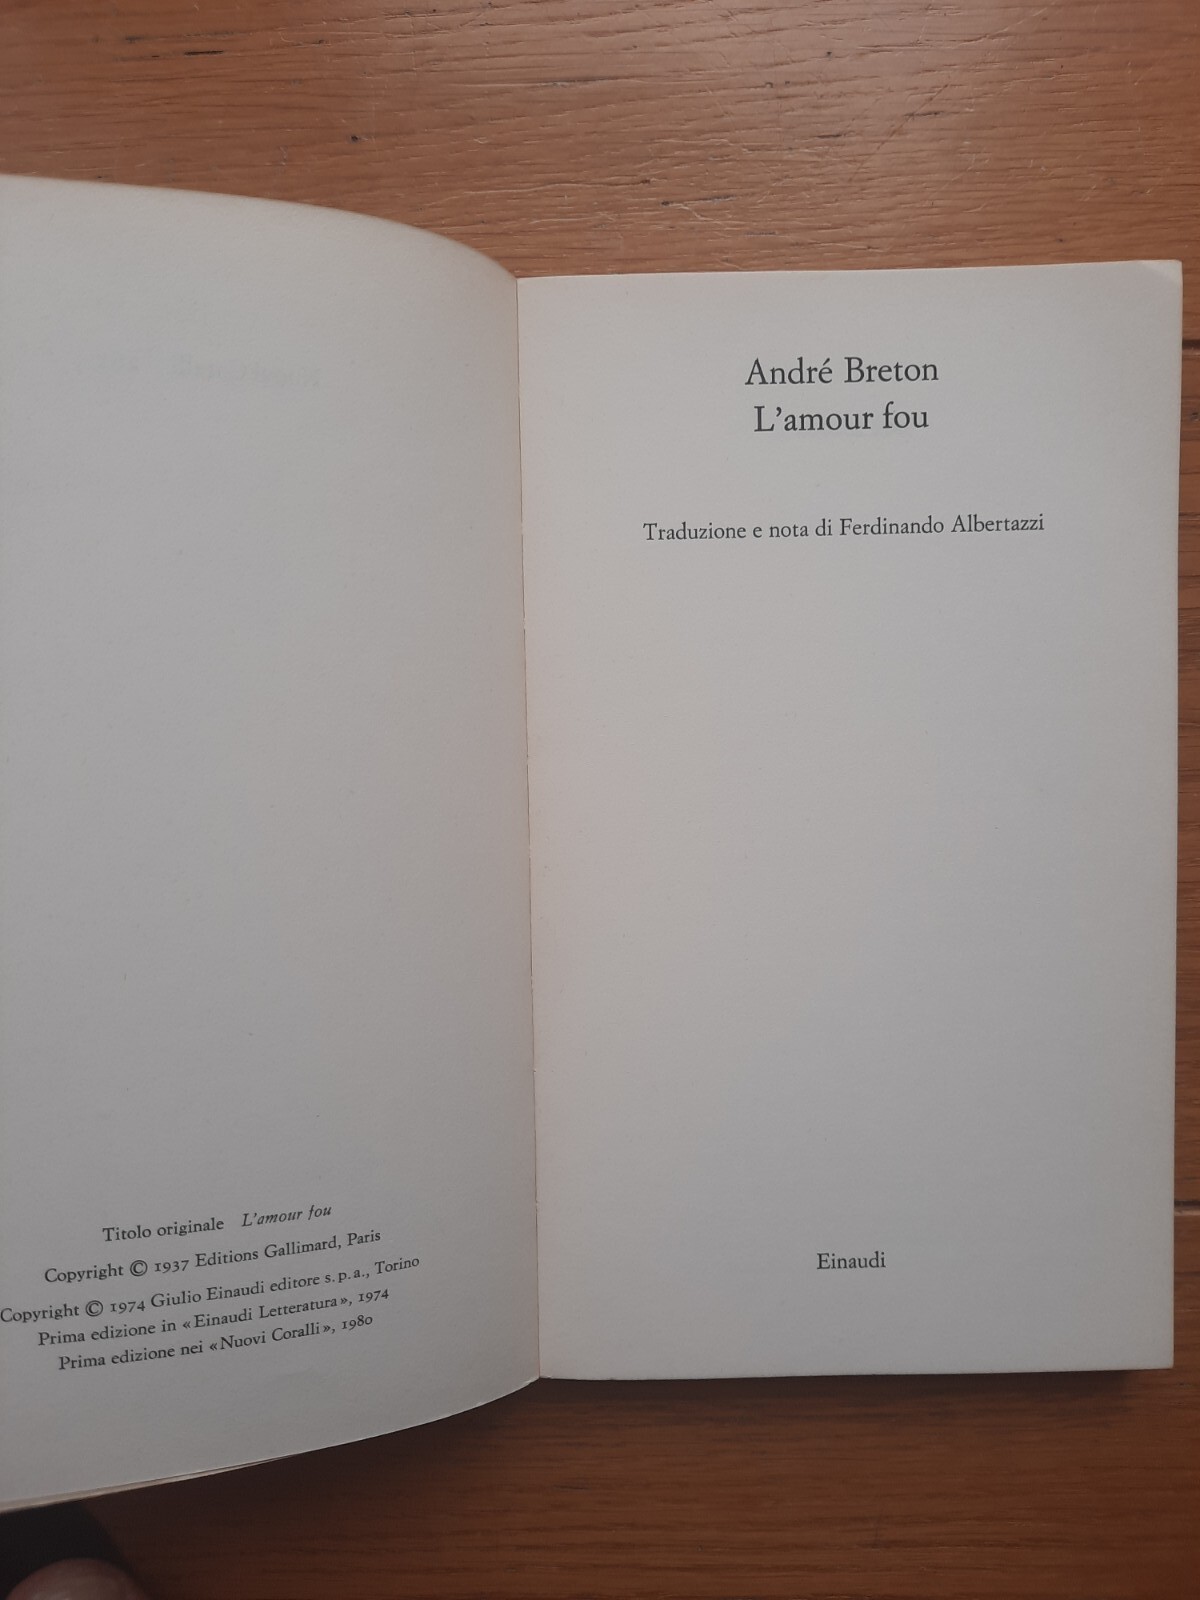 Titolo originale L'amour fou
Copyright © 1937 Editions Gallimard, Paris
Copyright © 1974 Giulio Einaudi editore s.p.a., Torino
Prima edizione in «Einaudi Letteratura», 1974
Prima edizione nei «Nuovi Coralli», 1980
André Breton
L'amour fou
Traduzione e nota di Ferdinando Albertazzi
Einaudi